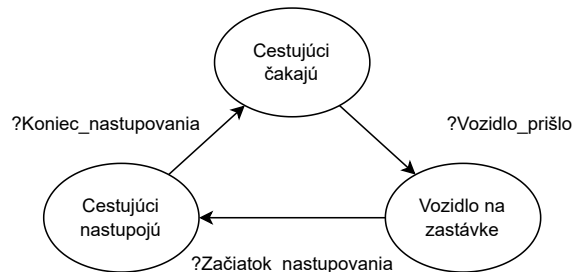 Cestujúci
čakajú
?Koniec_nastupovania
?Vozidlo_prišlo
Cestujúci
nastupojú
Vozidlo na
zastávke
?Začiatok_nastupovania